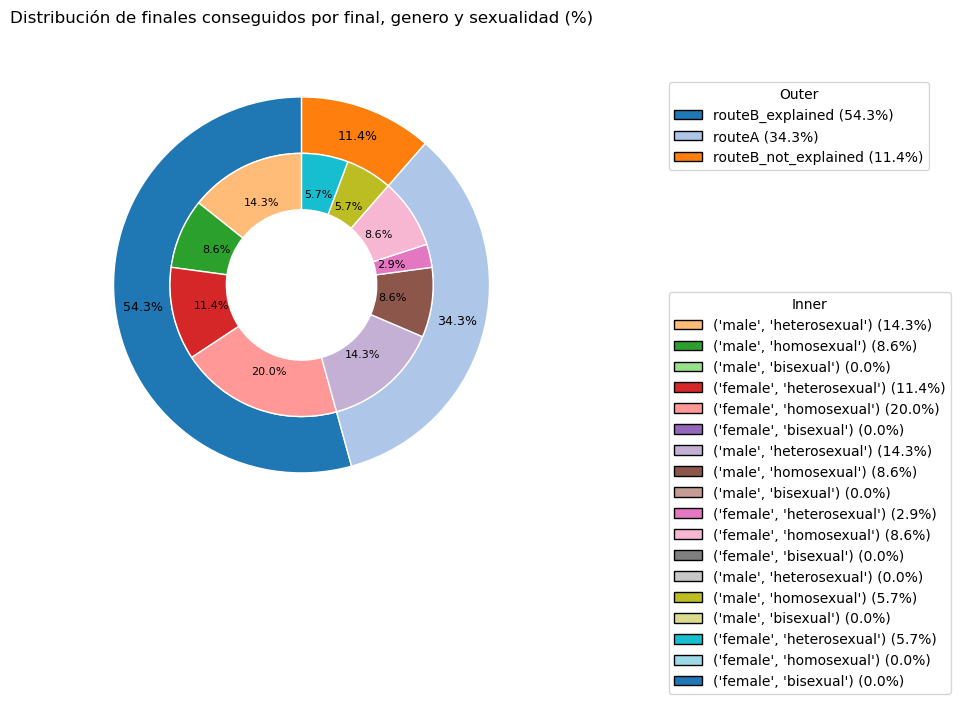 Distribución de finales conseguidos por final, genero y sexualidad (%)
Outer
routeB_explained (54.3%)
routeA (34.3%)
routeB_not_explained (11.4%)
11.4%
5.7%
5.7%
14.3%
8.6%
8.6%
2.9%
8.6%
11.4%
54.3%
34.3%
14.3%
20.0%
Inner
('male', 'heterosexual') (14.3%)
('male', 'homosexual') (8.6%)
('male', 'bisexual') (0.0%)
('female', 'heterosexual') (11.4%)
('female', 'homosexual') (20.0%)
('female', 'bisexual') (0.0%)
('male', 'heterosexual') (14.3%)
('male', 'homosexual') (8.6%)
('male', 'bisexual') (0.0%)
('female', 'heterosexual') (2.9%)
('female', 'homosexual') (8.6%)
('female', 'bisexual') (0.0%)
('male', 'heterosexual') (0.0%)
('male', 'homosexual') (5.7%)
('male', 'bisexual') (0.0%)
('female', 'heterosexual') (5.7%)
('female', 'homosexual') (0.0%)
('female', 'bisexual') (0.0%)